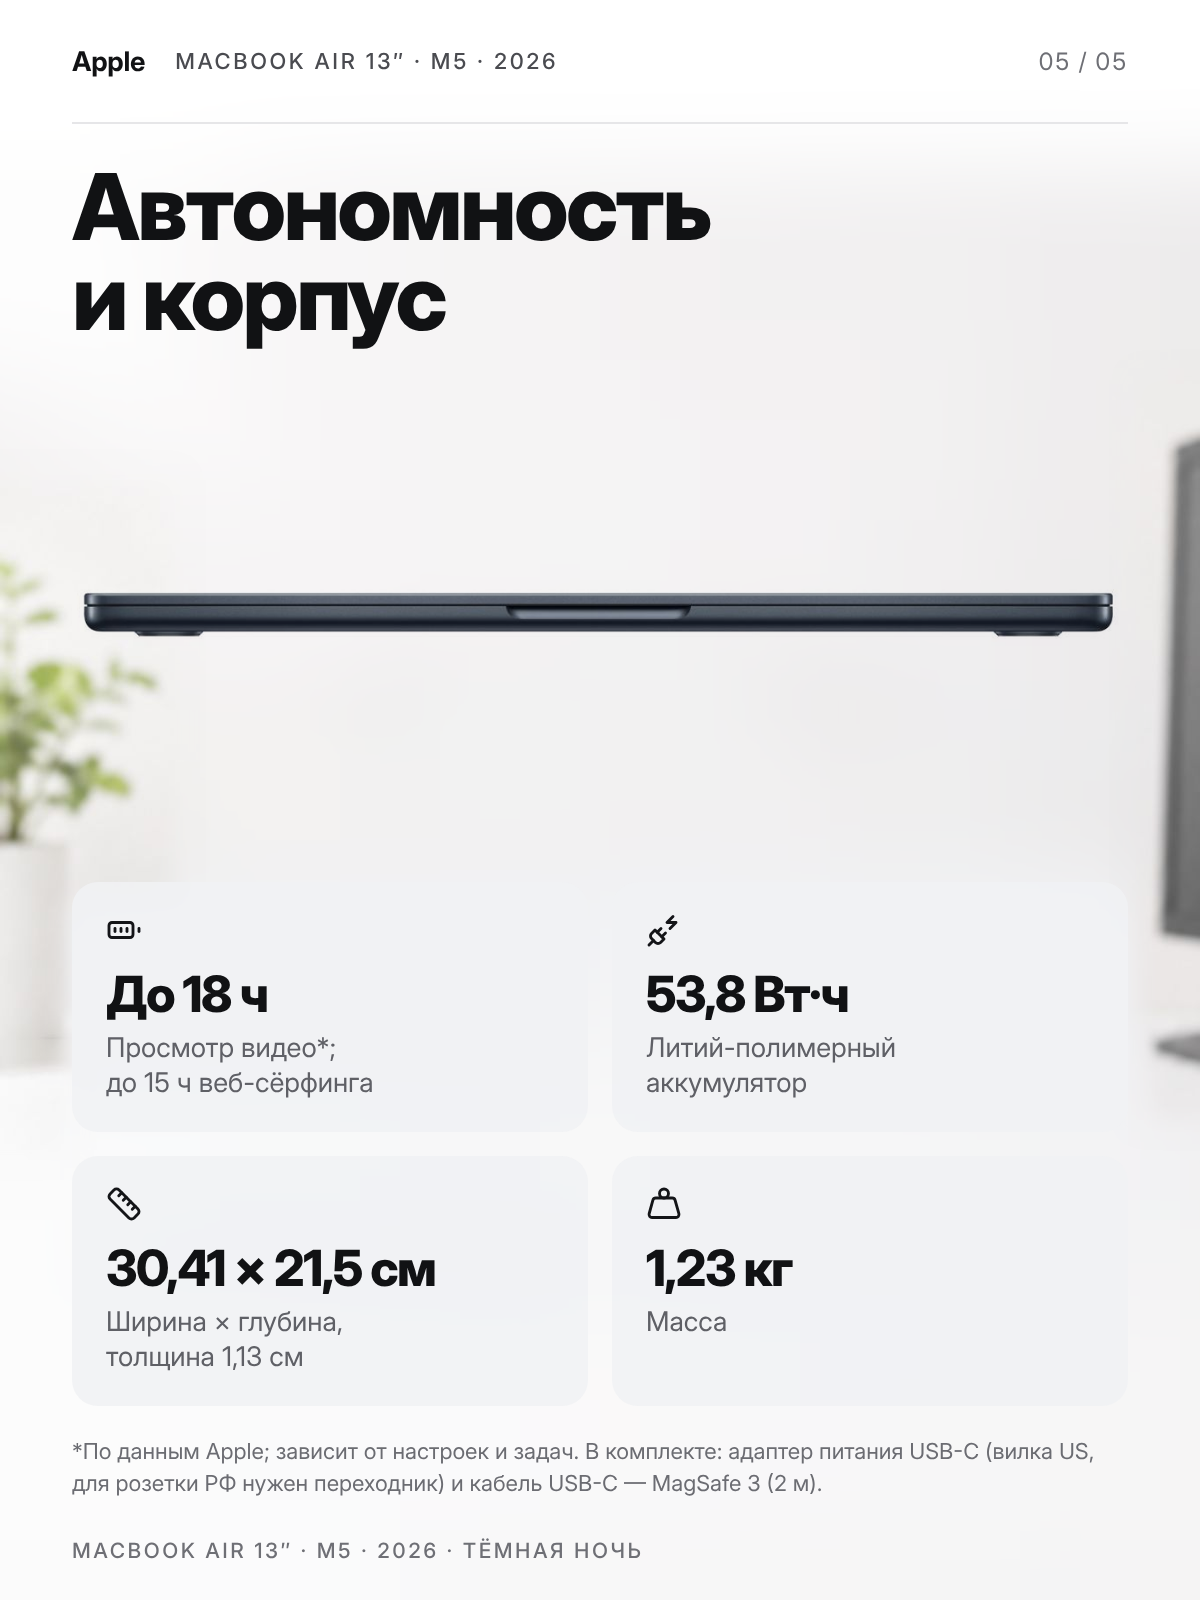 Apple MACBOOK AIR 13″ · M5 · 2026 05 / 05
Автономность
и корпус
До 18 ч
Просмотр видео*;
до 15 ч веб-сёрфинга
53,8 Вт·ч
Литий-полимерный
аккумулятор
30,41 × 21,5 см
Ширина × глубина,
толщина 1,13 см
1,23 кг
Масса
*По данным Apple; зависит от настроек и задач. В комплекте: адаптер питания USB-C (вилка US,
для розетки РФ нужен переходник) и кабель USB-C — MagSafe 3 (2 м).
MACBOOK AIR 13″ · M5 · 2026 · ТЁМНАЯ НОЧЬ